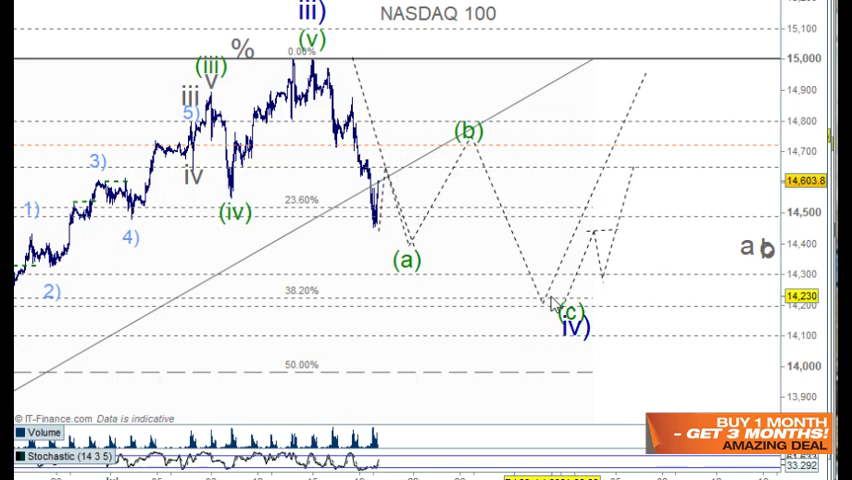 iii)
NASDAQ 100
15,100
(v)
%
0.00%
15,000
(iii)
v
iii
5)
14,900
14,800
14,700
(b)
3)
iv
14,603.8
1)
(iv)
23.60%
14,500
4)
(a)
14,400
a b
2)
14,300
38.20%
14,230
14,200
(c)
iv)
14,100
50.00%
14,000
13,900
© IT-Finance.com Data is indicative
BUY 1 MONTH
- GET 3 MONTHS!
AMAZING DEAL
Volume
Stochastic (14 3 5)
33.292